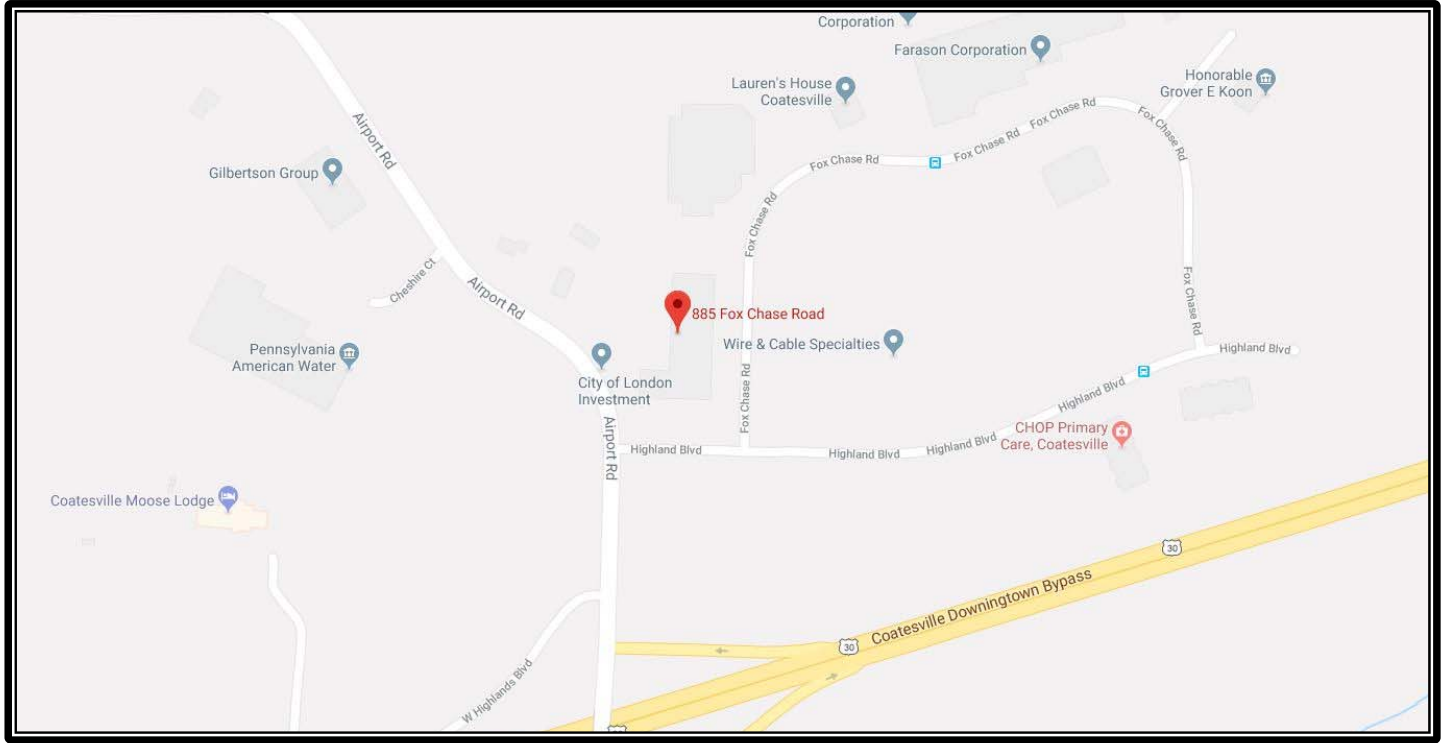 Corporation
Farason Corporation
Lauren's House
Coatesville
Honorable
Grover E Koon
Fox Chase Rd
Fox Chase Rd
Fox Chase Rd
Fox Chase Rd
Airport Rd
Gilbertson Group
Fox Chase Rd
Cheshire Ct
Airport Rd
Fox Chase Rd
885 Fox Chase Road
Wire & Cable Specialties
Pennsylvania
American Water
Highland Blvd
City of London
Investment
Fox Chase Rd
Highland Blvd
Airport Rd
CHOP Primary
Care, Coatesville
Highland Blvd
Highland Blvd
Highland Blvd
Coatesville Moose Lodge
30
Coatesville Downingtown Bypass
30
W Highlands Blvd